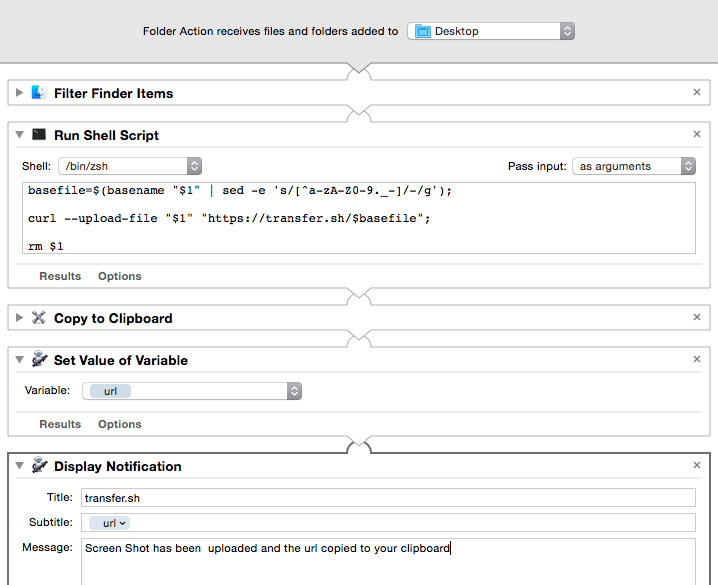 Folder Action receives files and folders added to Desktop
Filter Finder Items
Run Shell Script
Shell: /bin/zsh Pass input: as arguments
basefile=$(basename "$1" | sed -e 's/[^a-zA-Z0-9._-]/-/g');
curl --upload-file "$1" "https://transfer.sh/$basefile";
rm $1
Results Options
Copy to Clipboard
Set Value of Variable
Variable: url
Results Options
Display Notification
Title: transfer.sh
Subtitle: url
Message: Screen Shot has been  uploaded and the url copied to your clipboard